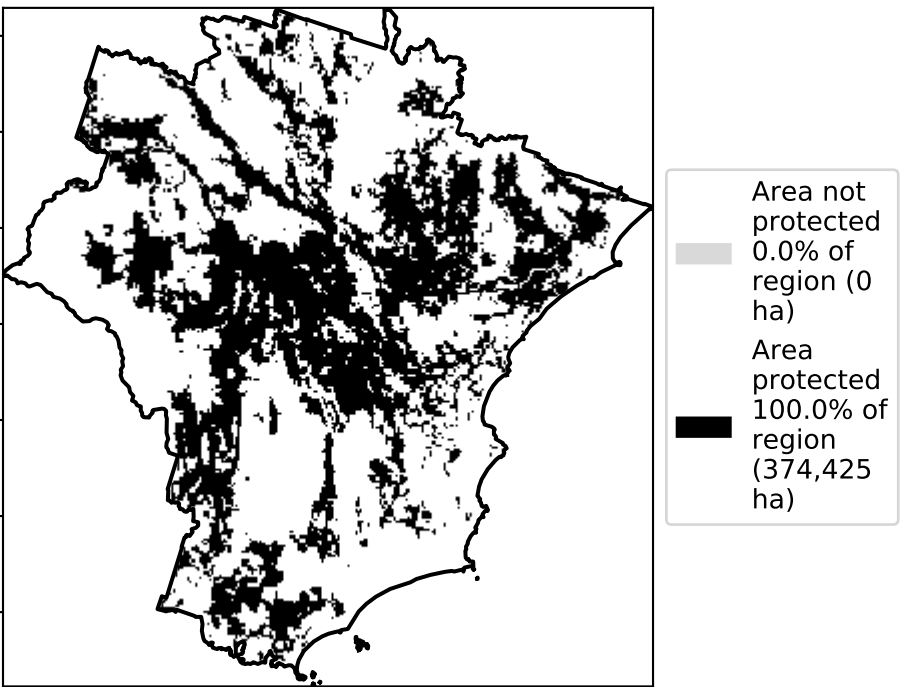 Area not
protected
0.0% of
region (0
ha)
Area
protected
100.0% of
region
(374,425
ha)